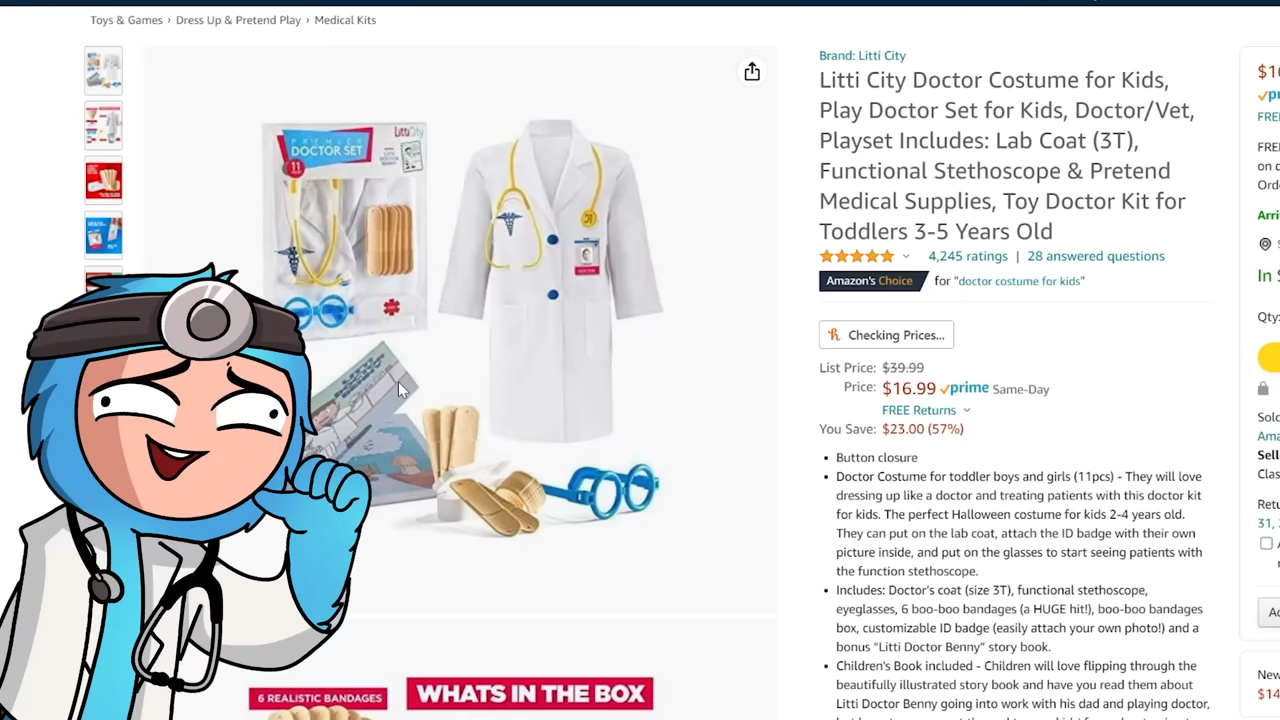 Toys & Games › Dress Up & Pretend Play › Medical Kits
Brand: Litti City
Litti City Doctor Costume for Kids,
Play Doctor Set for Kids, Doctor/Vet,
Playset Includes: Lab Coat (3T),
Functional Stethoscope & Pretend
Medical Supplies, Toy Doctor Kit for
Toddlers 3-5 Years Old
4,245 ratings | 28 answered questions
Amazon's Choice for "doctor costume for kids"
Checking Prices...
List Price: $39.99
Price: $16.99 prime Same-Day
FREE Returns
You Save: $23.00 (57%)
• Button closure
• Doctor Costume for toddler boys and girls (11pcs) - They will love
dressing up like a doctor and treating patients with this doctor kit
for kids. The perfect Halloween costume for kids 2-4 years old.
They can put on the lab coat, attach the ID badge with their own
picture inside, and put on the glasses to start seeing patients with
the function stethoscope.
• Includes: Doctor's coat (size 3T), functional stethoscope,
eyeglasses, 6 boo-boo bandages (a HUGE hit!), boo-boo bandages
box, customizable ID badge (easily attach your own photo!) and a
bonus “Litti Doctor Benny” story book.
• Children's Book included - Children will love flipping through the
beautifully illustrated story book and have you read them about
Litti Doctor Benny going into work with his dad and playing doctor,
LittiCity
PREMIER
DOCTOR SET
11
6 REALISTIC BANDAGES
WHATS IN THE BOX
FREE
on
Qty:
New